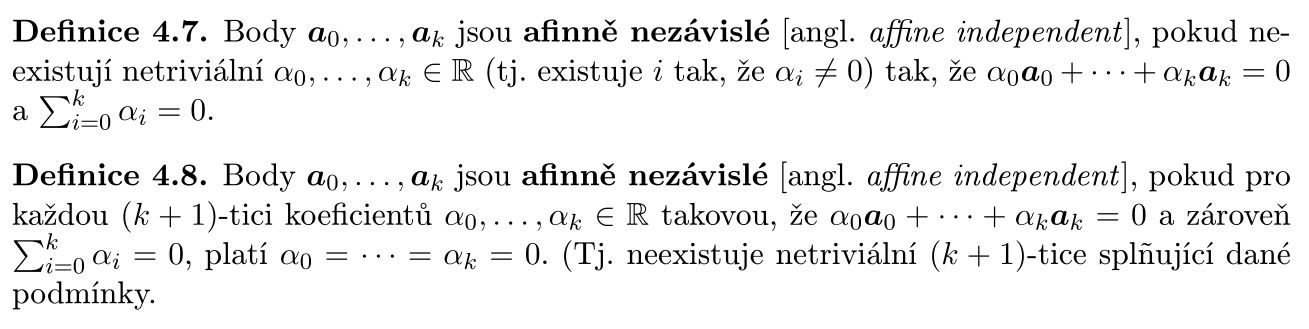 Definice 4.7. Body a₀, . . . , aₖ jsou afinně nezávislé [angl. affine independent], pokud ne-
existují netriviální α₀, . . . , αₖ ∈ ℝ (tj. existuje i tak, že αᵢ ≠ 0) tak, že α₀a₀ + · · · + αₖaₖ = 0
a ∑ᵏᵢ₌₀ αᵢ = 0.
Definice 4.8. Body a₀, . . . , aₖ jsou afinně nezávislé [angl. affine independent], pokud pro
každou (k + 1)-tici koeficientů α₀, . . . , αₖ ∈ ℝ takovou, že α₀a₀ + · · · + αₖaₖ = 0 a zároveň
∑ᵏᵢ₌₀ αᵢ = 0, platí α₀ = · · · = αₖ = 0. (Tj. neexistuje netriviální (k + 1)-tice splñující dané
podmínky.